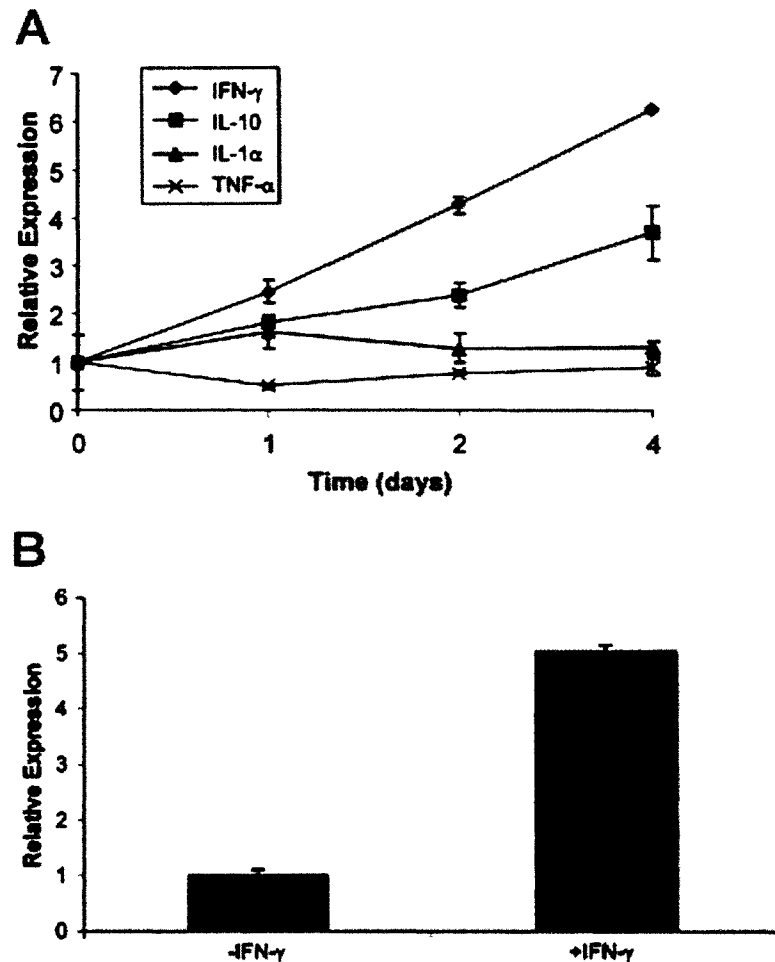 A
7
6
5
4
3
2
1
0
Relative Expression
IFN-γ
IL-10
IL-1α
TNF-α
0 1 2 4
Time (days)
B
6
5
4
3
2
1
0
Relative Expression
-IFN-γ +IFN-γ